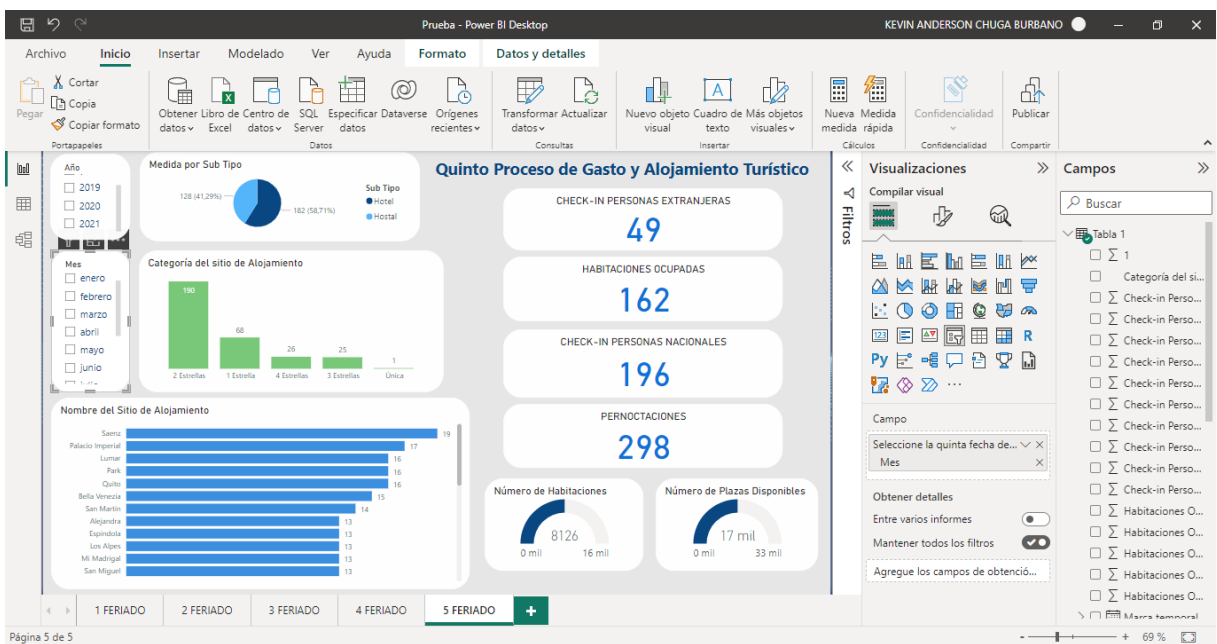 Prueba - Power BI Desktop
KEVIN ANDERSON CHUGA BURBANO
Archivo Inicio Insertar Modelado Ver Ayuda Formato Datos y detalles
Pegar
Cortar
Copia
Copiar formato
Portapapeles
Obtener datos
Libro de Excel
Centro de datos
SQL Server
Especificar datos
Dataverse
Orígenes recientes
Datos
Transformar datos
Actualizar
Consultas
Nuevo objeto visual
Cuadro de texto
Más objetos visuales
Insertar
Nueva medida
Medida rápida
Cálculos
Confidencialidad
Confidencialidad
Publicar
Compartir
Año
2019
2020
2021
Mes
enero
febrero
marzo
abril
mayo
junio
Medida por Sub Tipo
128 (41,29%)
182 (58,71%)
Sub Tipo
Hotel
Hostal
Categoría del sitio de Alojamiento
190
68
26
25
1
2 Estrellas 1 Estrella 4 Estrellas 3 Estrellas Única
Nombre del Sitio de Alojamiento
Saenz 19
Palacio Imperial 17
Lumar 16
Park 16
Quito 16
Bella Venezia 15
San Martin 14
Alejandra 13
Espindola 13
Los Alpes 13
Mi Madrigal 13
San Miguel 13
Quinto Proceso de Gasto y Alojamiento Turístico
CHECK-IN PERSONAS EXTRANJERAS
49
HABITACIONES OCUPADAS
162
CHECK-IN PERSONAS NACIONALES
196
PERNOCTACIONES
298
Número de Habitaciones
8126
0 mil 16 mil
Número de Plazas Disponibles
17 mil
0 mil 33 mil
Filtros
Visualizaciones
Compilar visual
123
R
Py
Campo
Seleccione la quinta fecha de...
Mes
Obtener detalles
Entre varios informes
Mantener todos los filtros
Agregue los campos de obtenció...
Campos
Buscar
Tabla 1
∑ 1
Categoría del si...
∑ Check-in Perso...
∑ Check-in Perso...
∑ Check-in Perso...
∑ Check-in Perso...
∑ Check-in Perso...
∑ Check-in Perso...
∑ Check-in Perso...
∑ Check-in Perso...
∑ Check-in Perso...
∑ Check-in Perso...
∑ Habitaciones O...
∑ Habitaciones O...
∑ Habitaciones O...
∑ Habitaciones O...
∑ Habitaciones O...
Marca temporal
1 FERIADO 2 FERIADO 3 FERIADO 4 FERIADO 5 FERIADO
Página 5 de 5
69 %